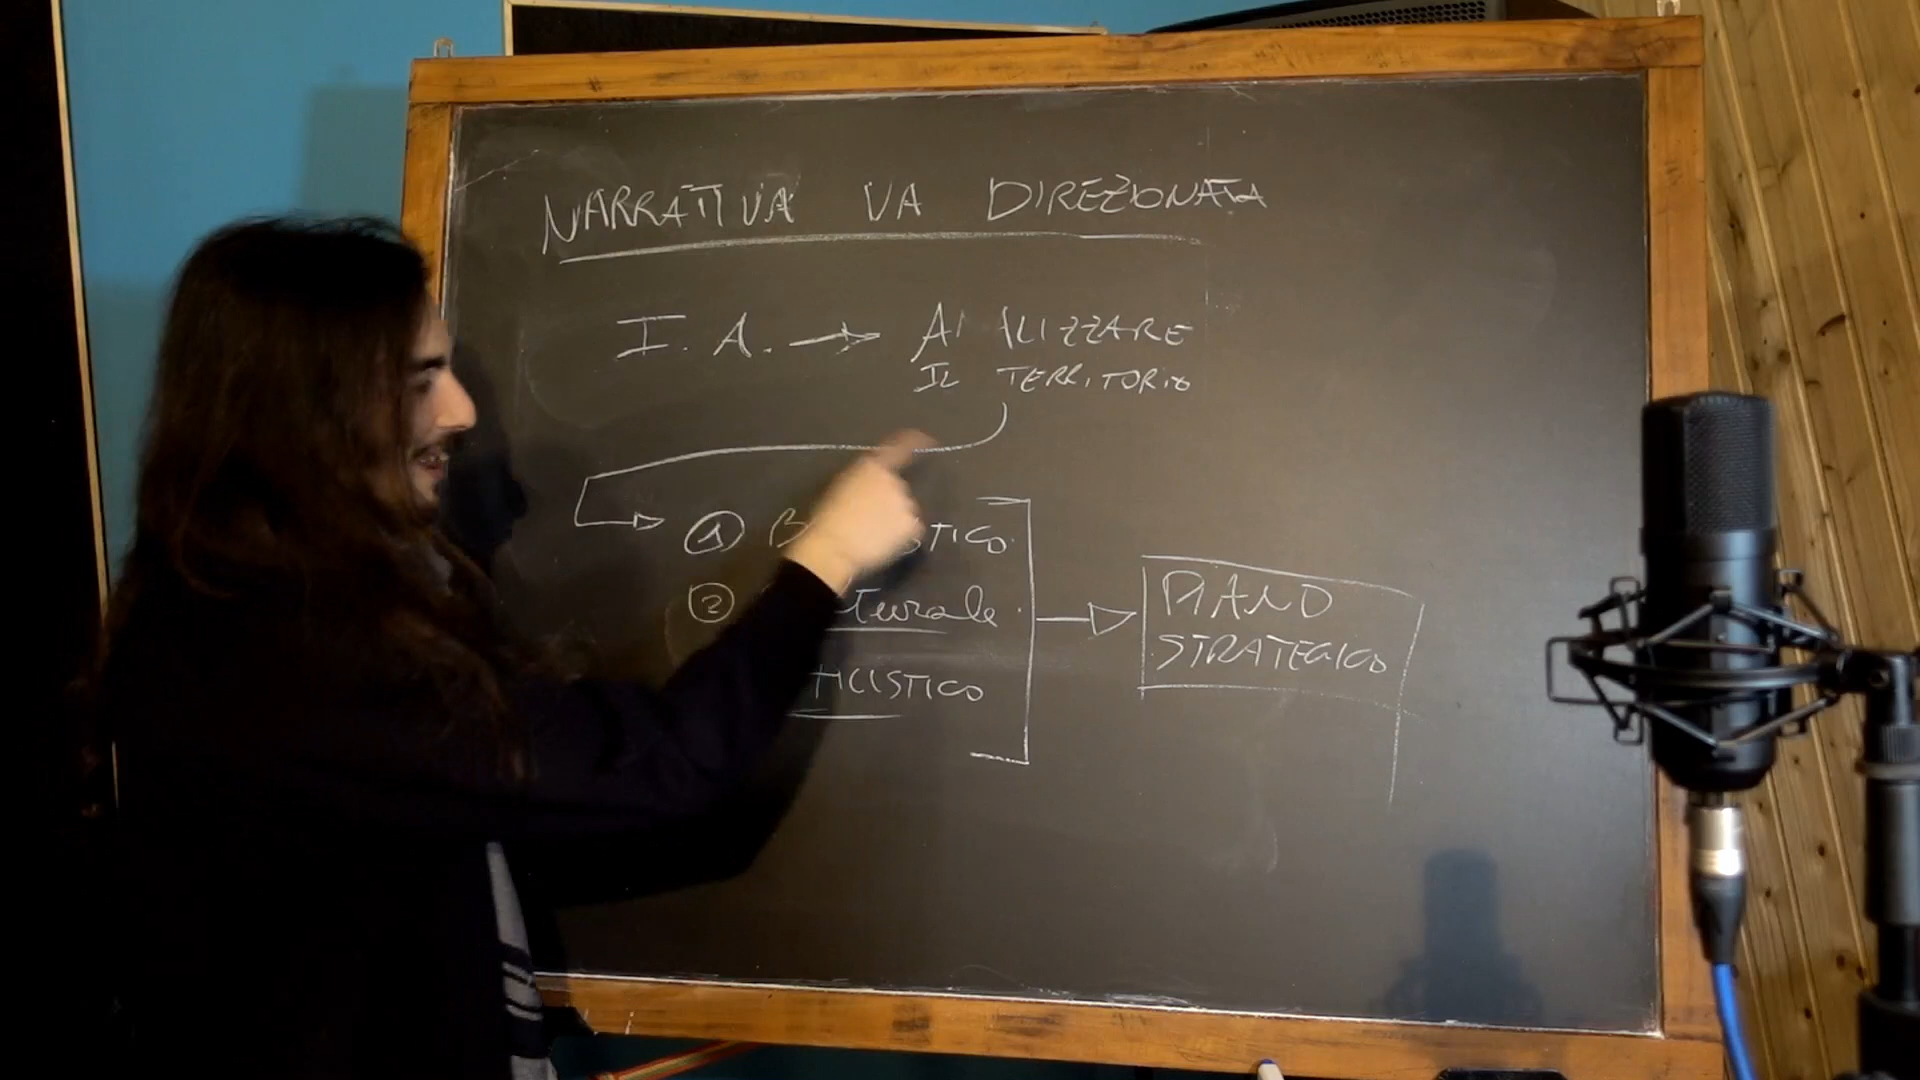 NARRATIVA VA DIREZIONATA
I. A. → ANALIZZARE
IL TERRITORIO
①
②
PIANO
STRATEGICO